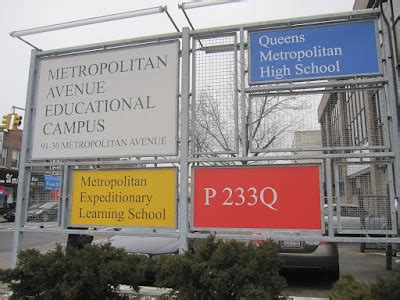 METROPOLITAN
AVENUE
EDUCATIONAL
CAMPUS
91-30 METROPOLITAN AVENUE
Queens
Metropolitan
High School
Metropolitan
Expeditionary
Learning School
P 233Q